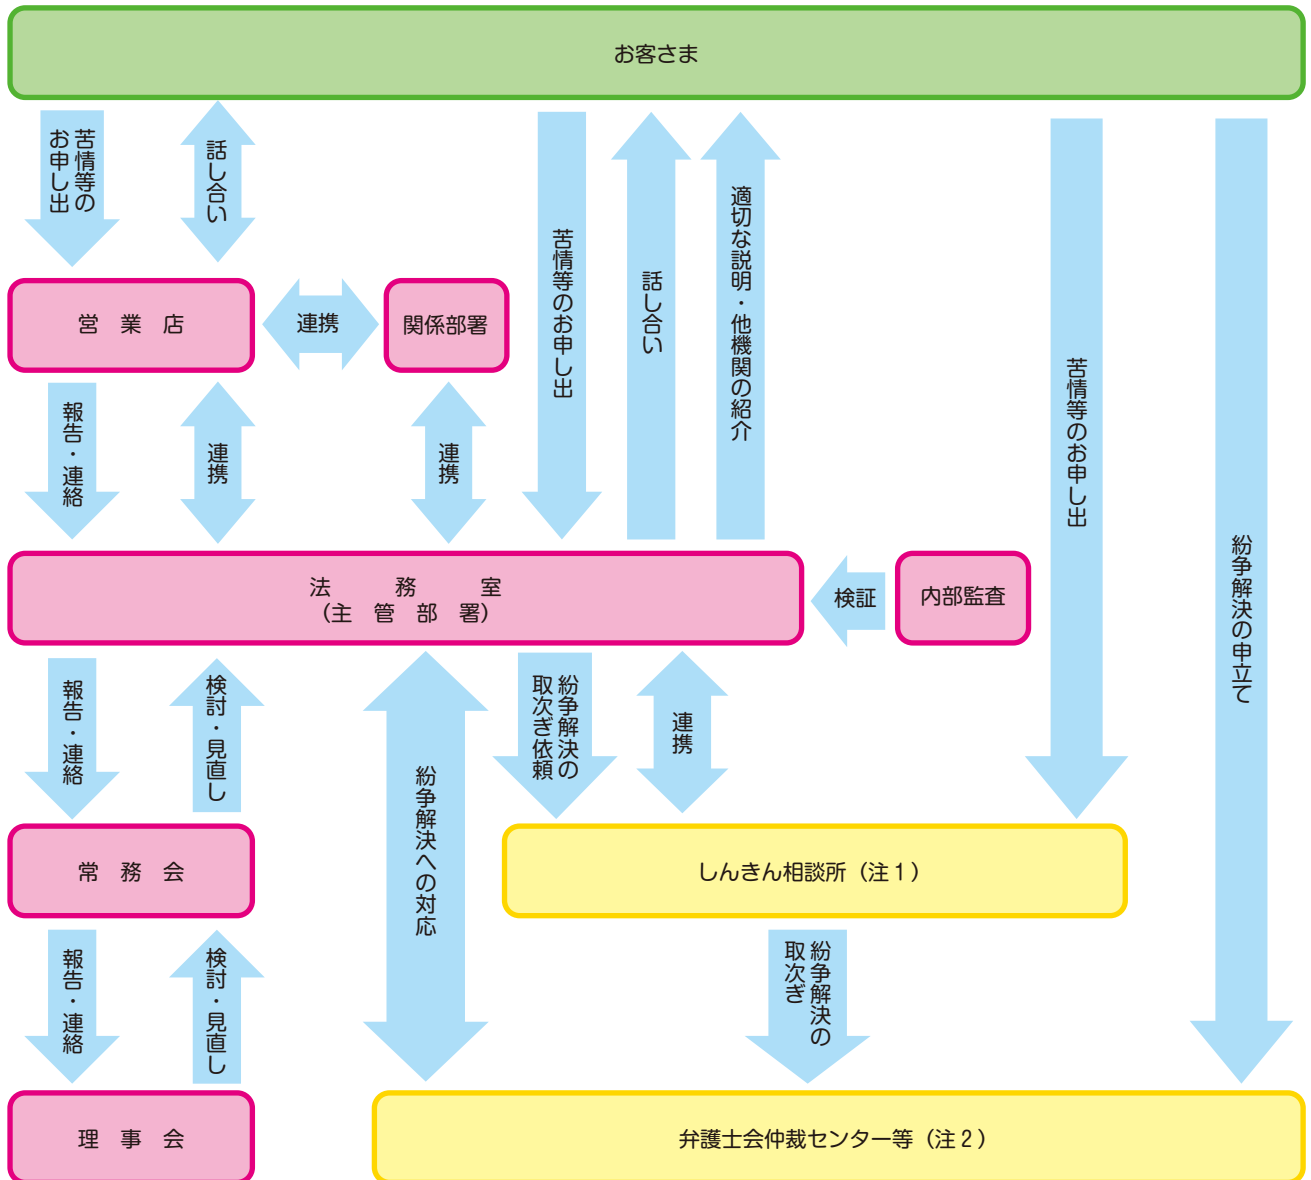 お客さま
苦情等の
お申し出
話し合い
苦情等のお申し出
話し合い
適切な説明・他機関の紹介
苦情等のお申し出
紛争解決の申立て
営　業　店
連携
関係部署
報告・連絡
連携
連携
法　務　室
（主　管　部　署）
検証
内部監査
報告・連絡
検討・見直し
紛争解決への対応
紛争解決の
取次ぎ依頼
連携
常　務　会
しんきん相談所（注１）
報告・連絡
検討・見直し
紛争解決の
取次ぎ
理　事　会
弁護士会仲裁センター等（注２）